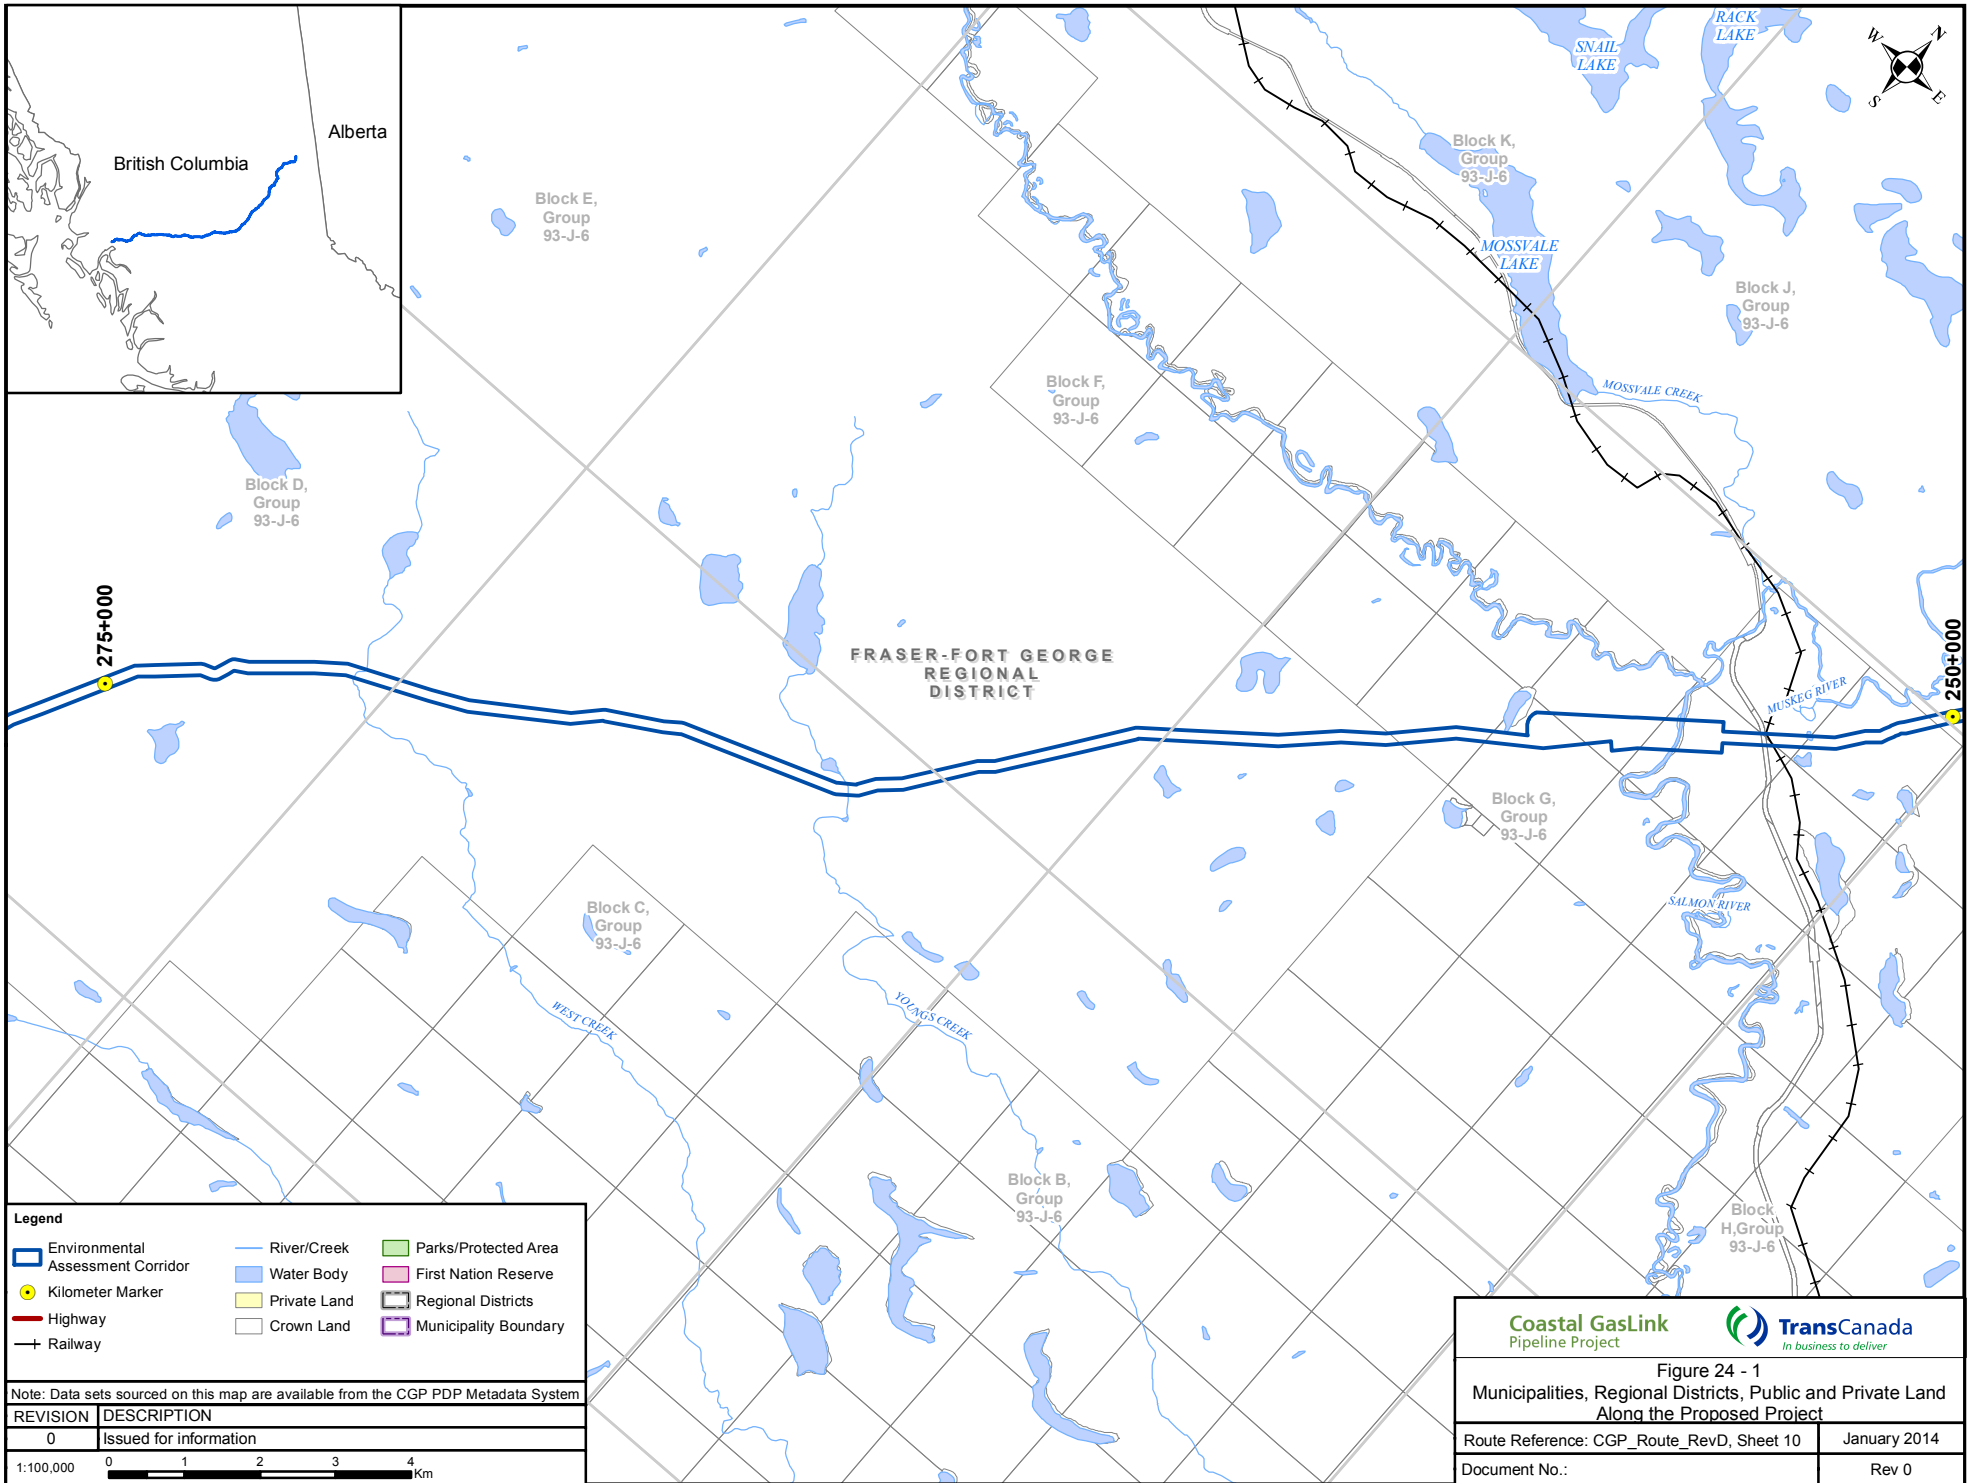 British Columbia
Alberta
SNAIL
LAKE
RACK
LAKE
W
N
S
E
Block E,
Group
93-J-6
Block K,
Group
93-J-6
MOSSVALE
LAKE
Block J,
Group
93-J-6
Block F,
Group
93-J-6
MOSSVALE CREEK
Block D,
Group
93-J-6
275+000
FRASER-FORT GEORGE
REGIONAL
DISTRICT
250+000
MUSKEG RIVER
Block G,
Group
93-J-6
SALMON RIVER
Block C,
Group
93-J-6
WEST CREEK
YOUNGS CREEK
Block B,
Group
93-J-6
Block
H,Group
93-J-6
Legend
Environmental
Assessment Corridor
Kilometer Marker
Highway
Railway
River/Creek
Water Body
Private Land
Crown Land
Parks/Protected Area
First Nation Reserve
Regional Districts
Municipality Boundary
Note: Data sets sourced on this map are available from the CGP PDP Metadata System
REVISION DESCRIPTION
0 Issued for information
1:100,000 0 1 2 3 4 Km
Coastal GasLink
Pipeline Project
TransCanada
In business to deliver
Figure 24 - 1
Municipalities, Regional Districts, Public and Private Land
Along the Proposed Project
Route Reference: CGP_Route_RevD, Sheet 10 January 2014
Document No.: Rev 0